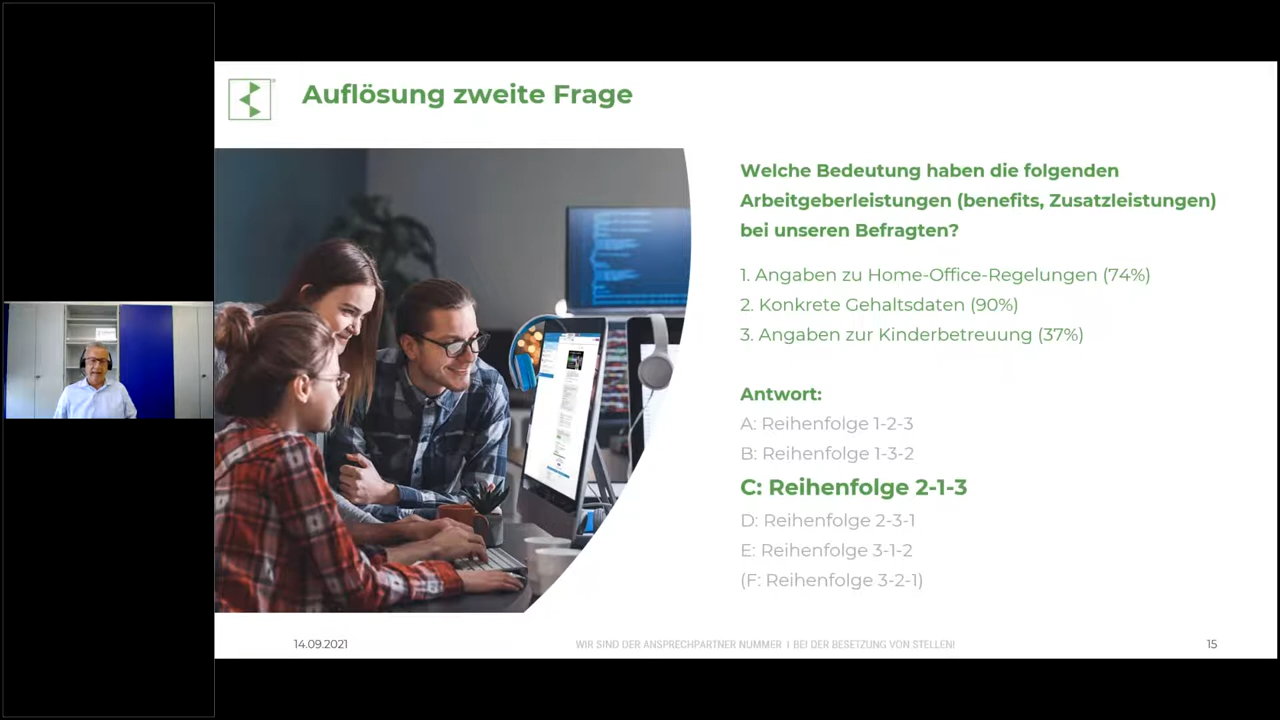 Auflösung zweite Frage
Welche Bedeutung haben die folgenden
Arbeitgeberleistungen (benefits, Zusatzleistungen)
bei unseren Befragten?
1. Angaben zu Home-Office-Regelungen (74%)
2. Konkrete Gehaltsdaten (90%)
3. Angaben zur Kinderbetreuung (37%)
Antwort:
A: Reihenfolge 1-2-3
B: Reihenfolge 1-3-2
C: Reihenfolge 2-1-3
D: Reihenfolge 2-3-1
E: Reihenfolge 3-1-2
(F: Reihenfolge 3-2-1)
14.09.2021
WIR SIND DER ANSPRECHPARTNER NUMMER 1 BEI DER BESETZUNG VON STELLEN!
15